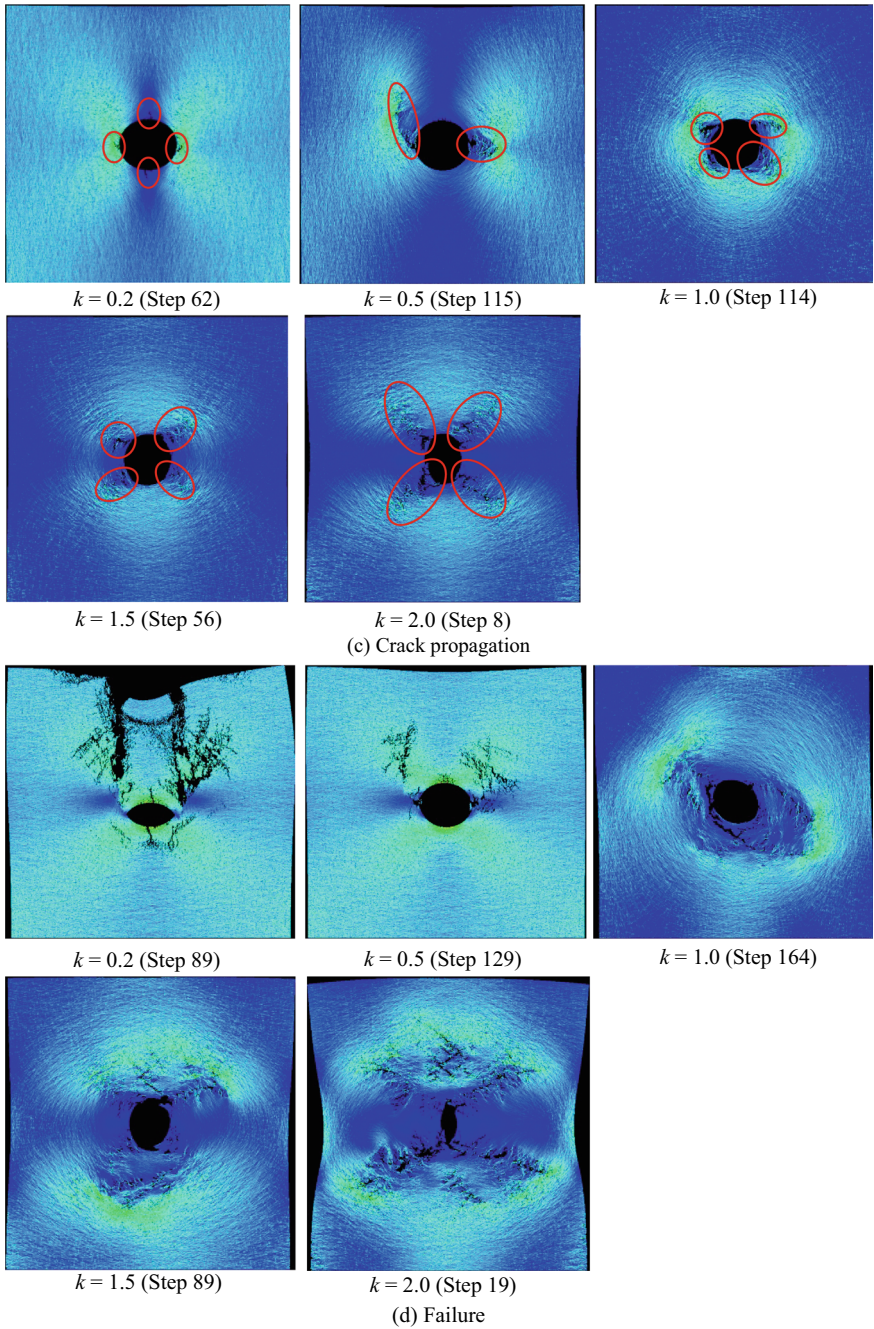 k = 0.2 (Step 62)
k = 0.5 (Step 115)
k = 1.0 (Step 114)
k = 1.5 (Step 56)
k = 2.0 (Step 8)
(c) Crack propagation
k = 0.2 (Step 89)
k = 0.5 (Step 129)
k = 1.0 (Step 164)
k = 1.5 (Step 89)
k = 2.0 (Step 19)
(d) Failure